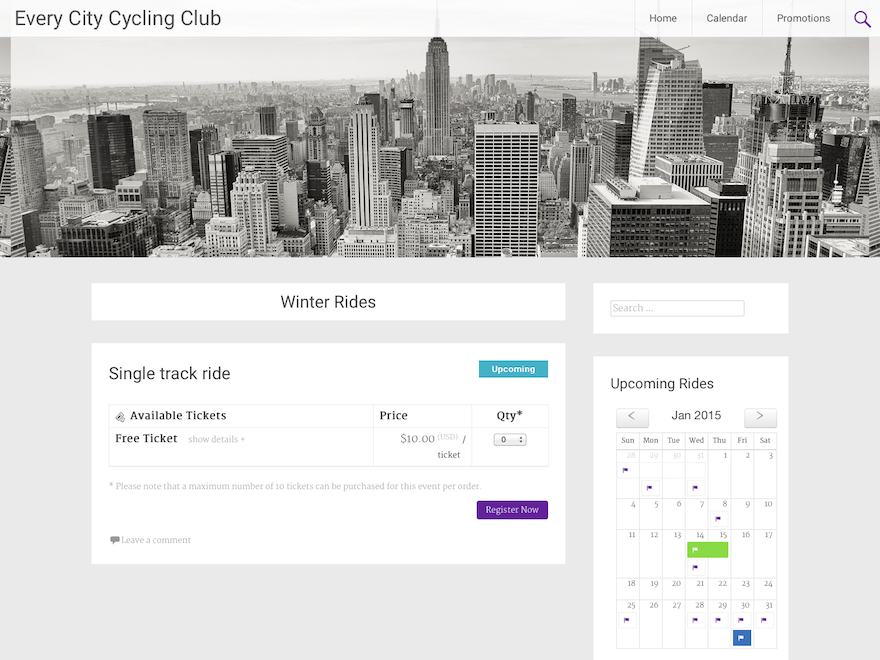 Every City Cycling Club
Home Calendar Promotions
Winter Rides
Search ...
Single track ride
Upcoming
Available Tickets Price Qty*
Free Ticket show details + $10.00 (USD) / 0
ticket
* Please note that a maximum number of 10 tickets can be purchased for this event per order.
Register Now
Leave a comment
Upcoming Rides
< Jan 2015 >
Sun Mon Tue Wed Thu Fri Sat
28 29 30 31 1 2 3
4 5 6 7 8 9 10
11 12 13 14 15 16 17
18 19 20 21 22 23 24
25 26 27 28 29 30 31